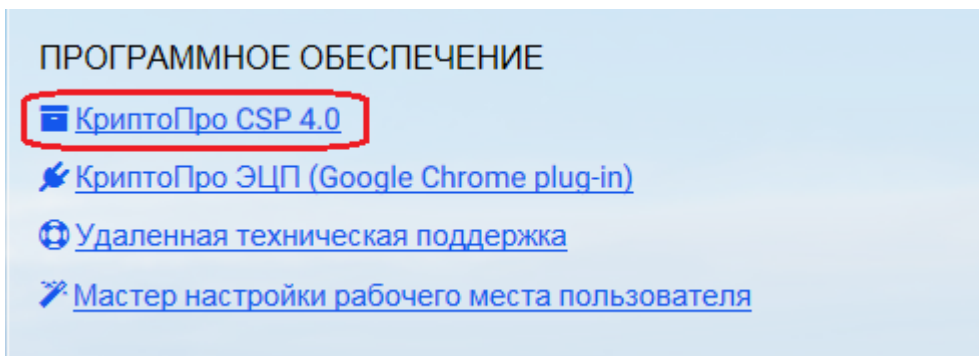 ПРОГРАММНОЕ ОБЕСПЕЧЕНИЕ
КриптоПро CSP 4.0
КриптоПро ЭЦП (Google Chrome plug-in)
Удаленная техническая поддержка
Мастер настройки рабочего места пользователя